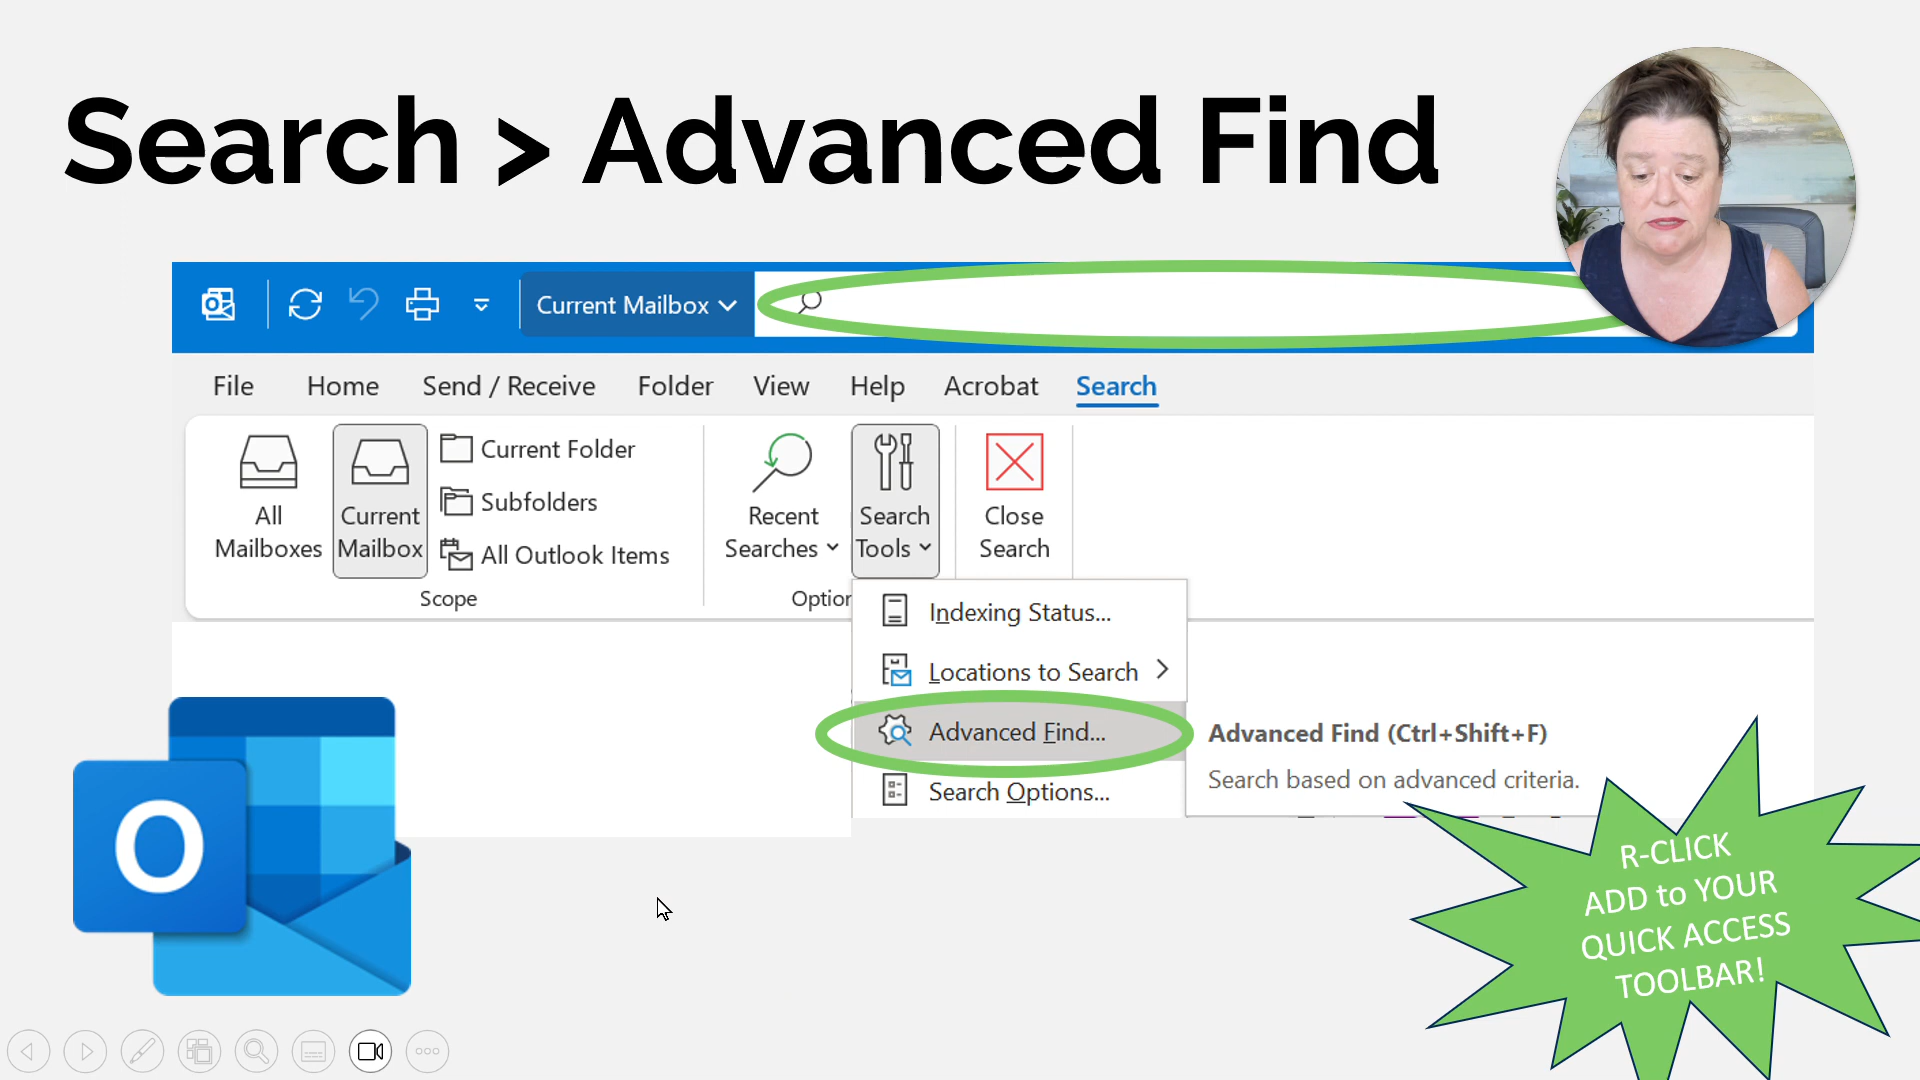 Search > Advanced Find
Current Mailbox
File Home Send / Receive Folder View Help Acrobat Search
All Mailboxes
Current Mailbox
Current Folder
Subfolders
All Outlook Items
Scope
Recent Searches
Search Tools
Close Search
Indexing Status...
Locations to Search
Advanced Find...
Search Options...
Advanced Find (Ctrl+Shift+F)
Search based on advanced criteria.
O
R-CLICK
ADD to YOUR
QUICK ACCESS
TOOLBAR!